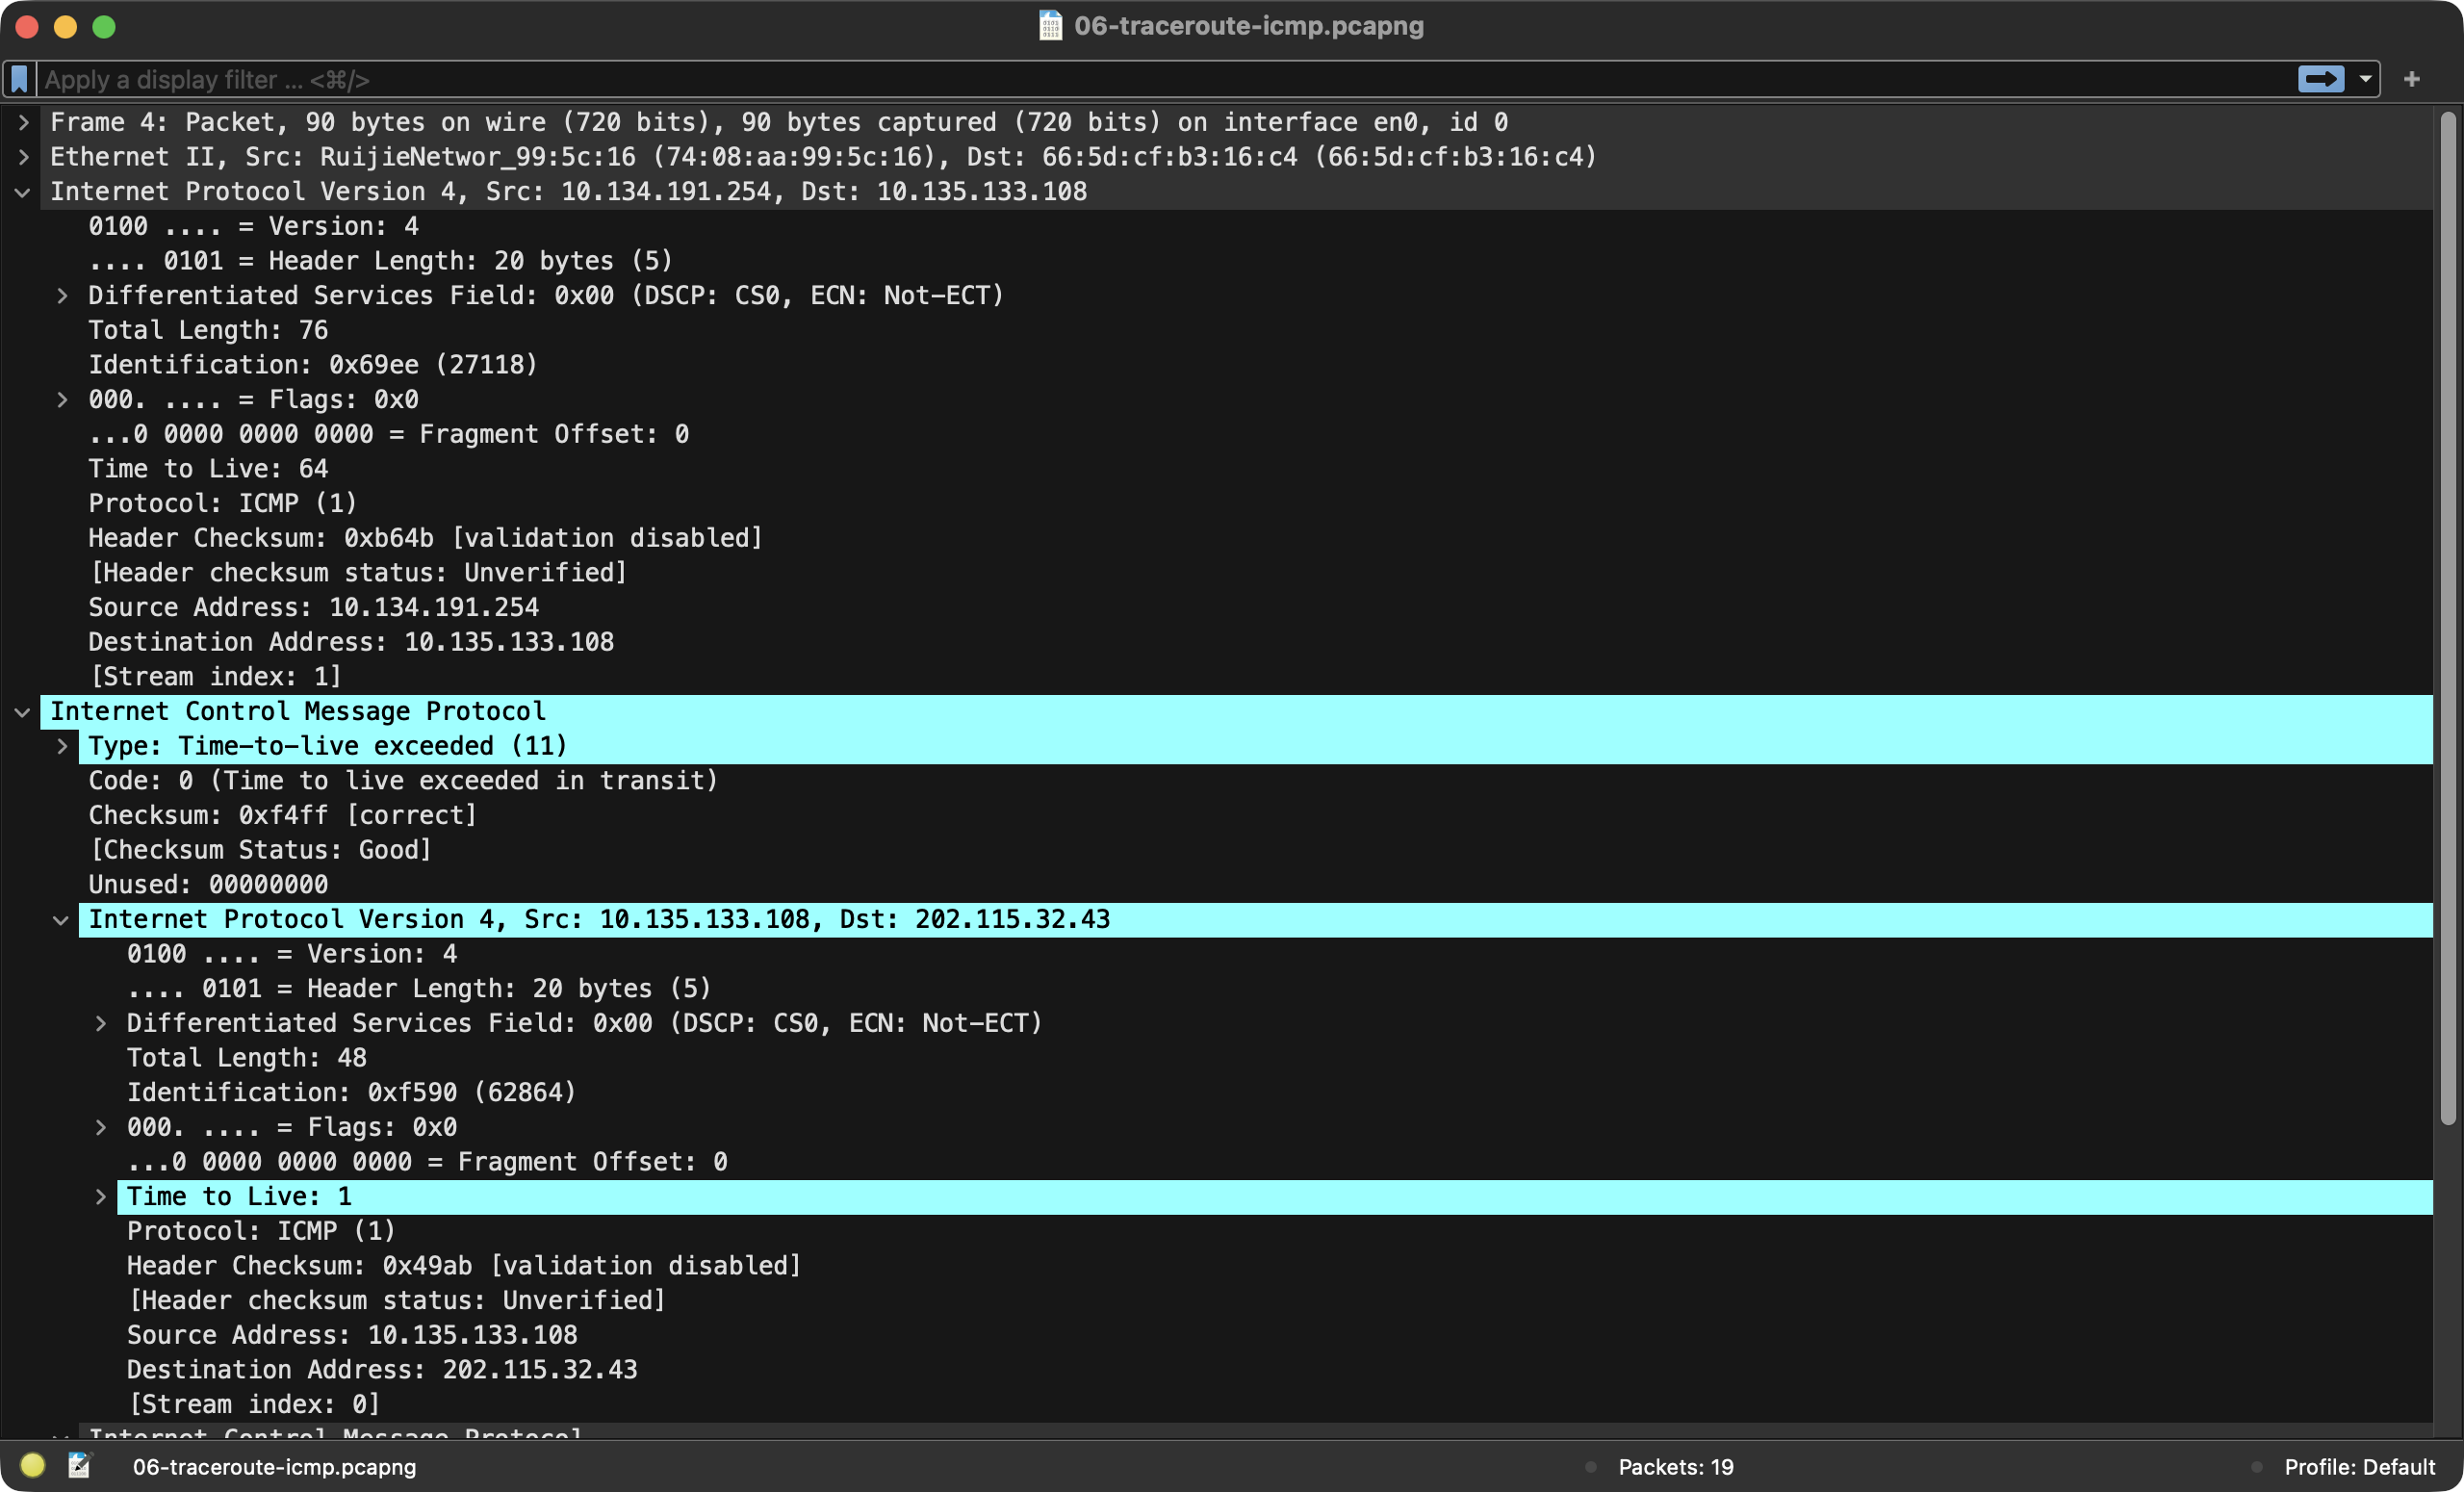 06-traceroute-icmp.pcapng
Apply a display filter ... <⌘/>
Frame 4: Packet, 90 bytes on wire (720 bits), 90 bytes captured (720 bits) on interface en0, id 0
Ethernet II, Src: RuijieNetwor_99:5c:16 (74:08:aa:99:5c:16), Dst: 66:5d:cf:b3:16:c4 (66:5d:cf:b3:16:c4)
Internet Protocol Version 4, Src: 10.134.191.254, Dst: 10.135.133.108
0100 .... = Version: 4
.... 0101 = Header Length: 20 bytes (5)
Differentiated Services Field: 0x00 (DSCP: CS0, ECN: Not-ECT)
Total Length: 76
Identification: 0x69ee (27118)
000. .... = Flags: 0x0
...0 0000 0000 0000 = Fragment Offset: 0
Time to Live: 64
Protocol: ICMP (1)
Header Checksum: 0xb64b [validation disabled]
[Header checksum status: Unverified]
Source Address: 10.134.191.254
Destination Address: 10.135.133.108
[Stream index: 1]
Internet Control Message Protocol
Type: Time-to-live exceeded (11)
Code: 0 (Time to live exceeded in transit)
Checksum: 0xf4ff [correct]
[Checksum Status: Good]
Unused: 00000000
Internet Protocol Version 4, Src: 10.135.133.108, Dst: 202.115.32.43
0100 .... = Version: 4
.... 0101 = Header Length: 20 bytes (5)
Differentiated Services Field: 0x00 (DSCP: CS0, ECN: Not-ECT)
Total Length: 48
Identification: 0xf590 (62864)
000. .... = Flags: 0x0
...0 0000 0000 0000 = Fragment Offset: 0
Time to Live: 1
Protocol: ICMP (1)
Header Checksum: 0x49ab [validation disabled]
[Header checksum status: Unverified]
Source Address: 10.135.133.108
Destination Address: 202.115.32.43
[Stream index: 0]
Internet Control Message Protocol
06-traceroute-icmp.pcapng
Packets: 19
Profile: Default